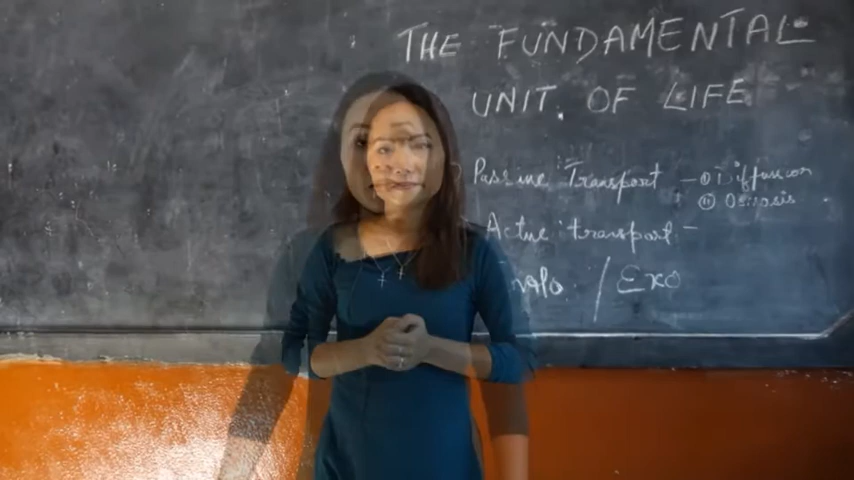 THE FUNDAMENTAL
UNIT OF LIFE
Passive Transport - (i) Diffusion
(ii) Osmosis
Active transport -
/ Exo